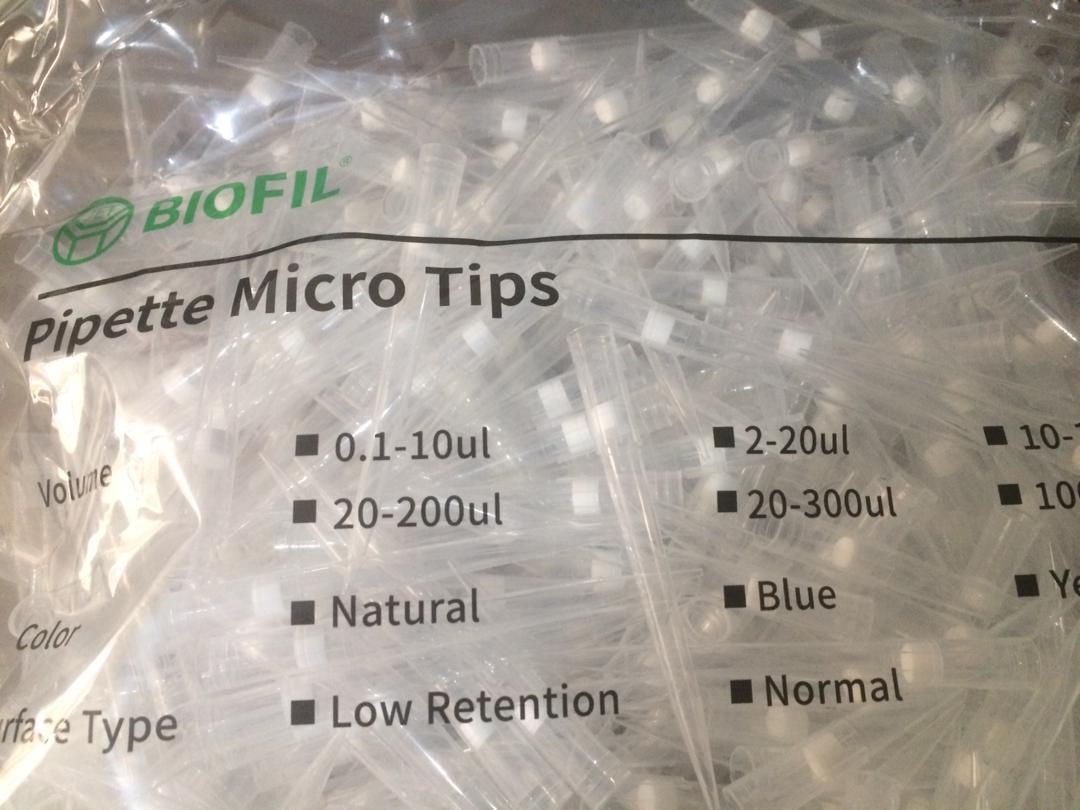 BIOFIL®
Pipette Micro Tips
Volume ■ 0.1-10ul ■ 2-20ul ■ 10-
■ 20-200ul ■ 20-300ul ■
Color ■ Natural ■ Blue ■
Type ■ Low Retention ■ Normal